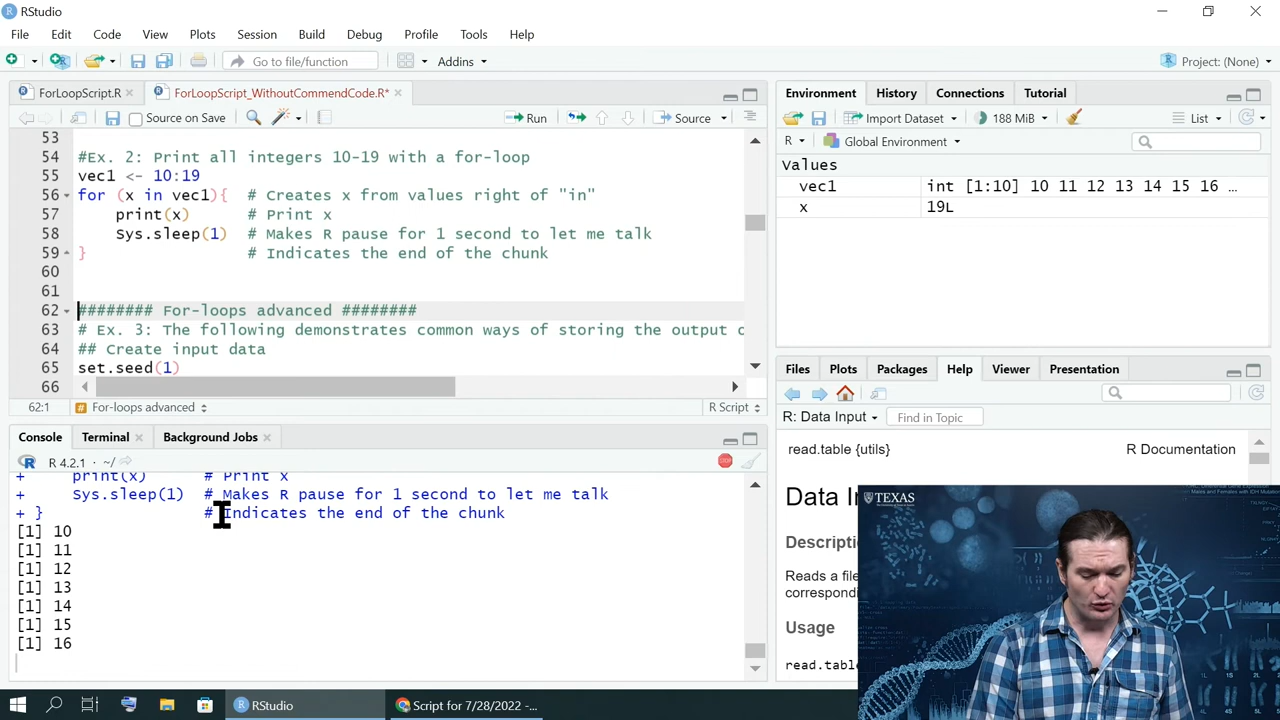 RStudio
File Edit Code View Plots Session Build Debug Profile Tools Help
Go to file/function Addins Project: (None)
ForLoopScript.R ForLoopScript_WithoutCommendCode.R*
Source on Save Run Source
53
54 #Ex. 2: Print all integers 10-19 with a for-loop
55 vec1 <- 10:19
56 for (x in vec1){ # Creates x from values right of "in"
57 print(x) # Print x
58 Sys.sleep(1) # Makes R pause for 1 second to let me talk
59 } # Indicates the end of the chunk
60
61
62 ######## For-loops advanced ########
63 # Ex. 3: The following demonstrates common ways of storing the output o
64 ## Create input data
65 set.seed(1)
66
62:1 # For-loops advanced R Script
Console Terminal Background Jobs
R R 4.2.1 · ~/
+ print(x) # Print x
+ Sys.sleep(1) # Makes R pause for 1 second to let me talk
+ } # Indicates the end of the chunk
[1] 10
[1] 11
[1] 12
[1] 13
[1] 14
[1] 15
[1] 16
Environment History Connections Tutorial
Import Dataset 188 MiB List
R Global Environment
Values
vec1 int [1:10] 10 11 12 13 14 15 16 ...
x 19L
Files Plots Packages Help Viewer Presentation
R: Data Input Find in Topic
read.table {utils} R Documentation
Data In
Descripti
Reads a file
correspondi
Usage
read.table
TEXAS
RStudio Script for 7/28/2022 -...